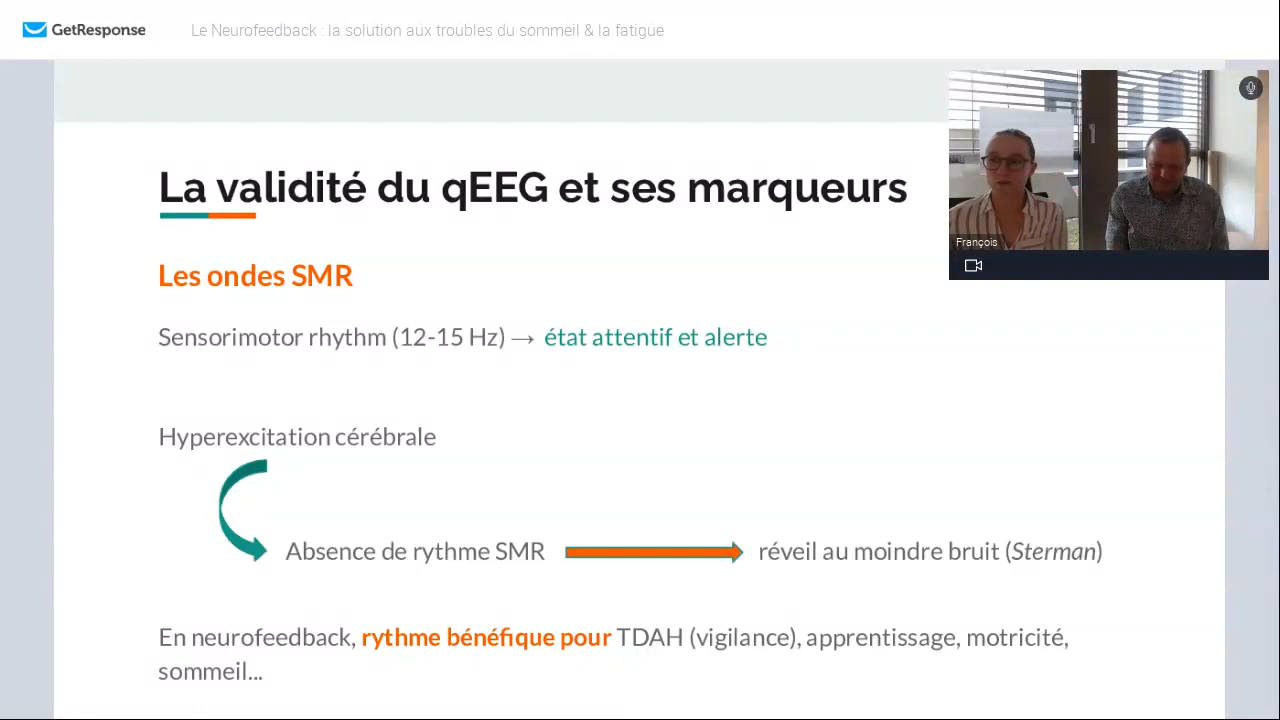 GetResponse
Le Neurofeedback : la solution aux troubles du sommeil & la fatigue
La validité du qEEG et ses marqueurs
François
Les ondes SMR
Sensorimotor rhythm (12-15 Hz) → état attentif et alerte
Hyperexcitation cérébrale
Absence de rythme SMR
réveil au moindre bruit (Sterman)
En neurofeedback, rythme bénéfique pour TDAH (vigilance), apprentissage, motricité,
sommeil...